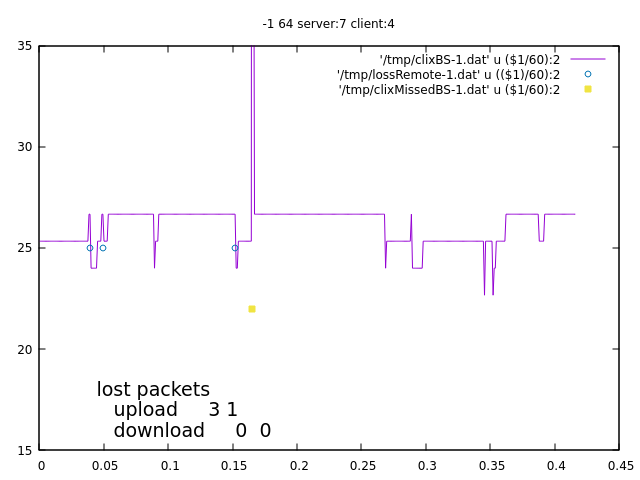 -1 64 server:7 client:4
'/tmp/clixBS-1.dat' u ($1/60):2
'/tmp/lossRemote-1.dat' u (($1)/60):2
'/tmp/clixMissedBS-1.dat' u ($1/60):2
35
30
25
20
15
lost packets
upload 3 1
download 0 0
0 0.05 0.1 0.15 0.2 0.25 0.3 0.35 0.4 0.45